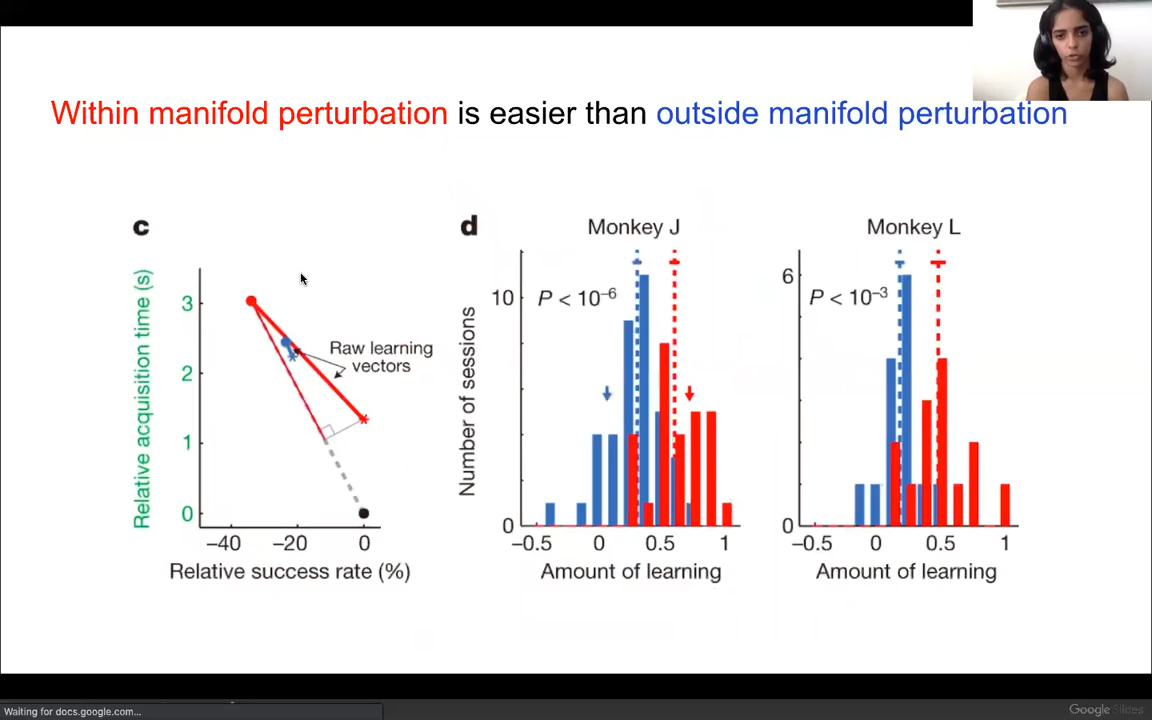 Within manifold perturbation is easier than outside manifold perturbation
c
Relative acquisition time (s)
3
2
1
0
−40
−20
0
Relative success rate (%)
Raw learning
vectors
d
Monkey J
Number of sessions
10
0
P < 10⁻⁶
−0.5
0
0.5
1
Amount of learning
Monkey L
6
0
P < 10⁻³
−0.5
0
0.5
1
Amount of learning
Waiting for docs.google.com...
Google Slides